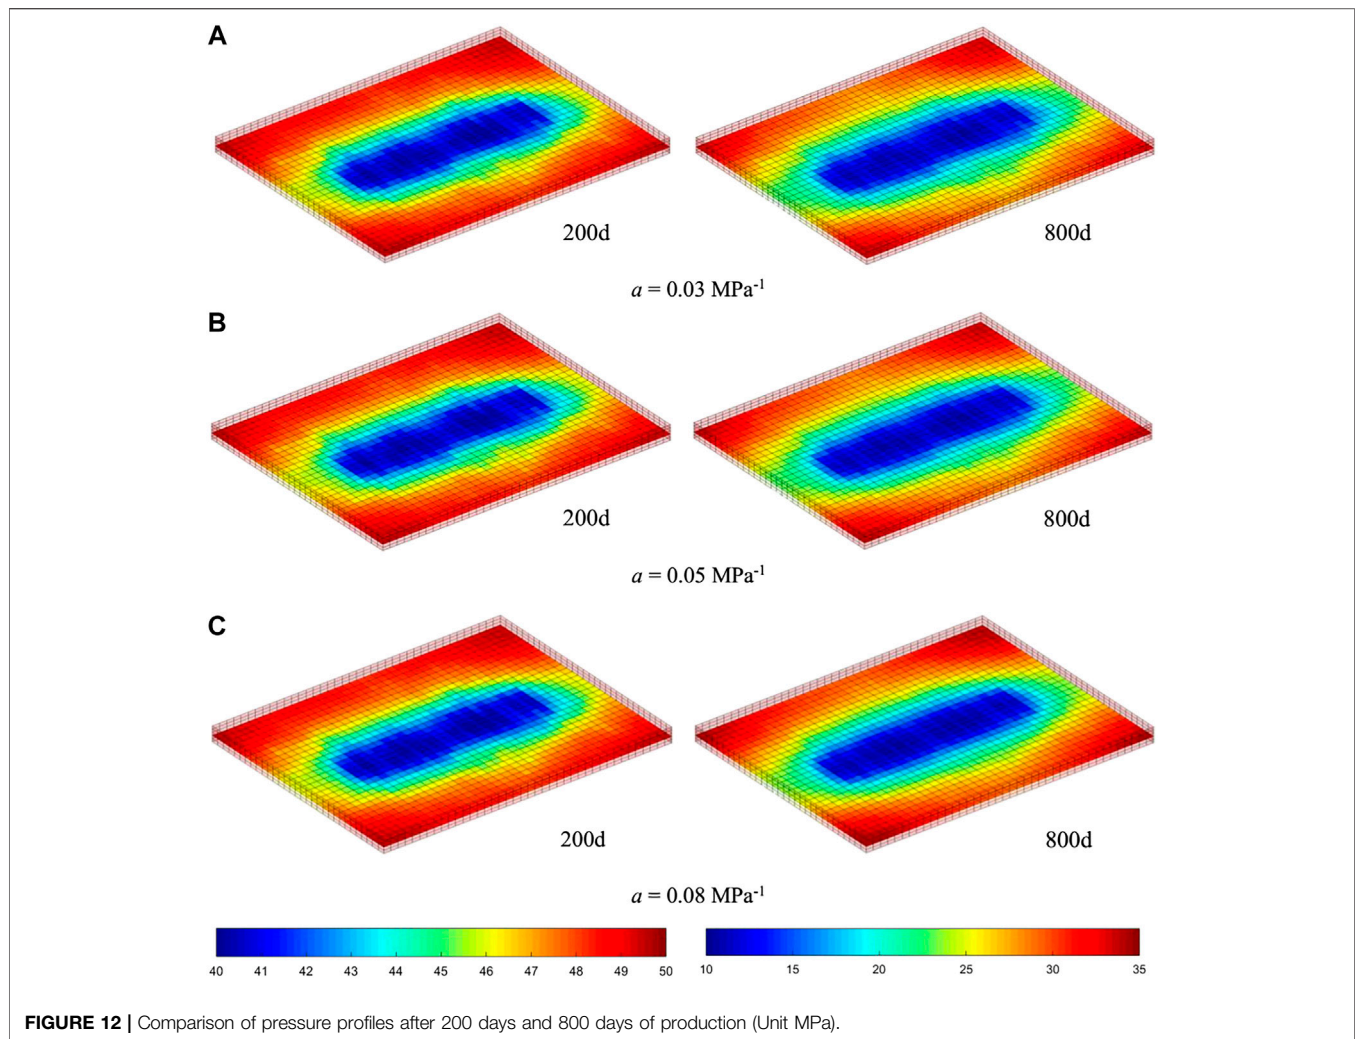 A
200d
800d
a = 0.03 MPa⁻¹
B
200d
800d
a = 0.05 MPa⁻¹
C
200d
800d
a = 0.08 MPa⁻¹
40 41 42 43 44 45 46 47 48 49 50
10 15 20 25 30 35
FIGURE 12 | Comparison of pressure profiles after 200 days and 800 days of production (Unit MPa).